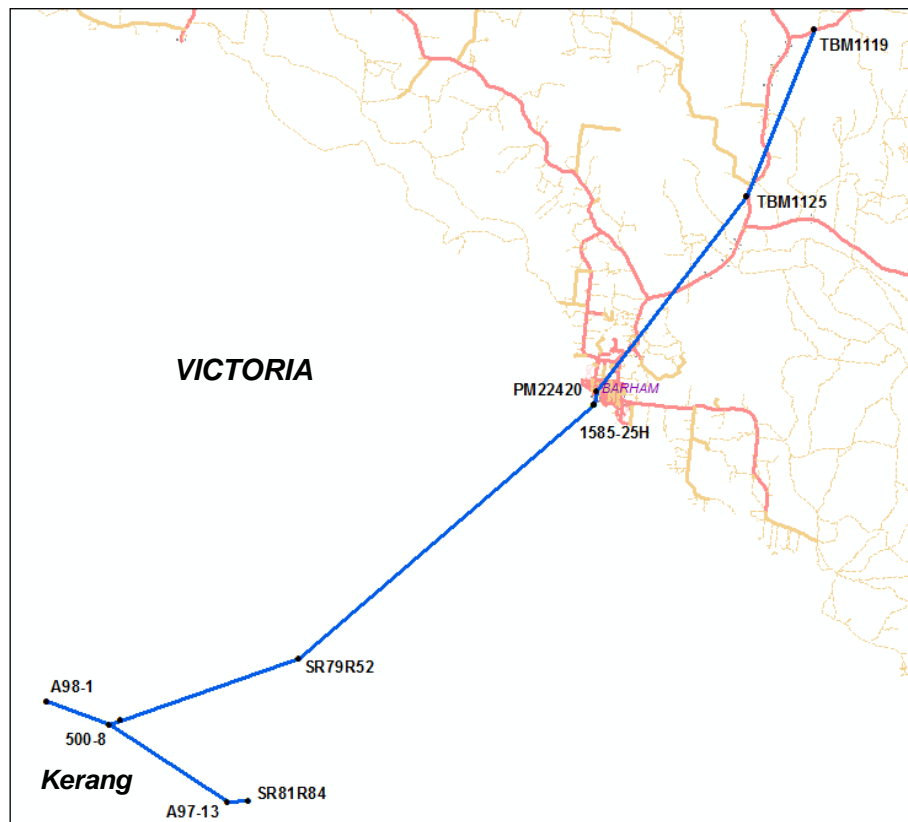 TBM1119
TBM1125
VICTORIA
PM22420
BARHAM
1585-25H
SR79R52
A98-1
500-8
Kerang
SR81R84
A97-13